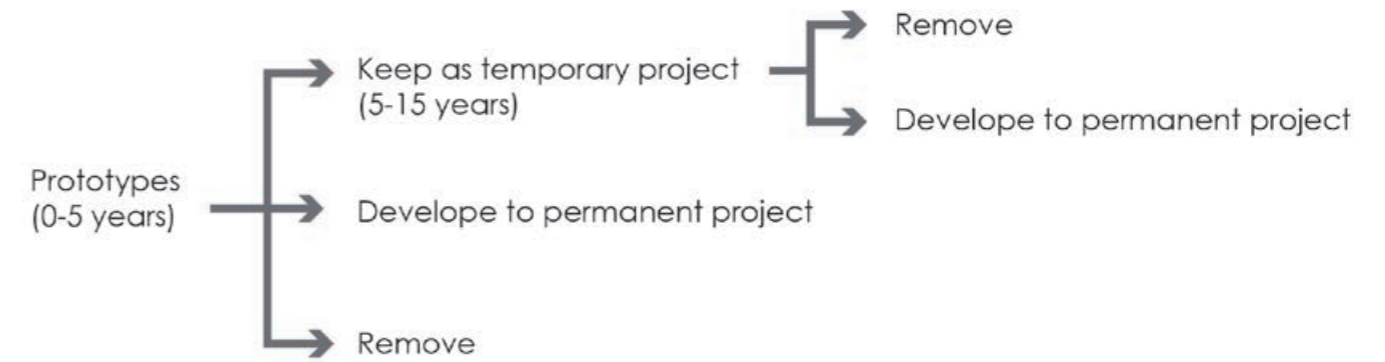 Prototypes
(0-5 years)
Keep as temporary project
(5-15 years)
Remove
Develope to permanent project
Develope to permanent project
Remove